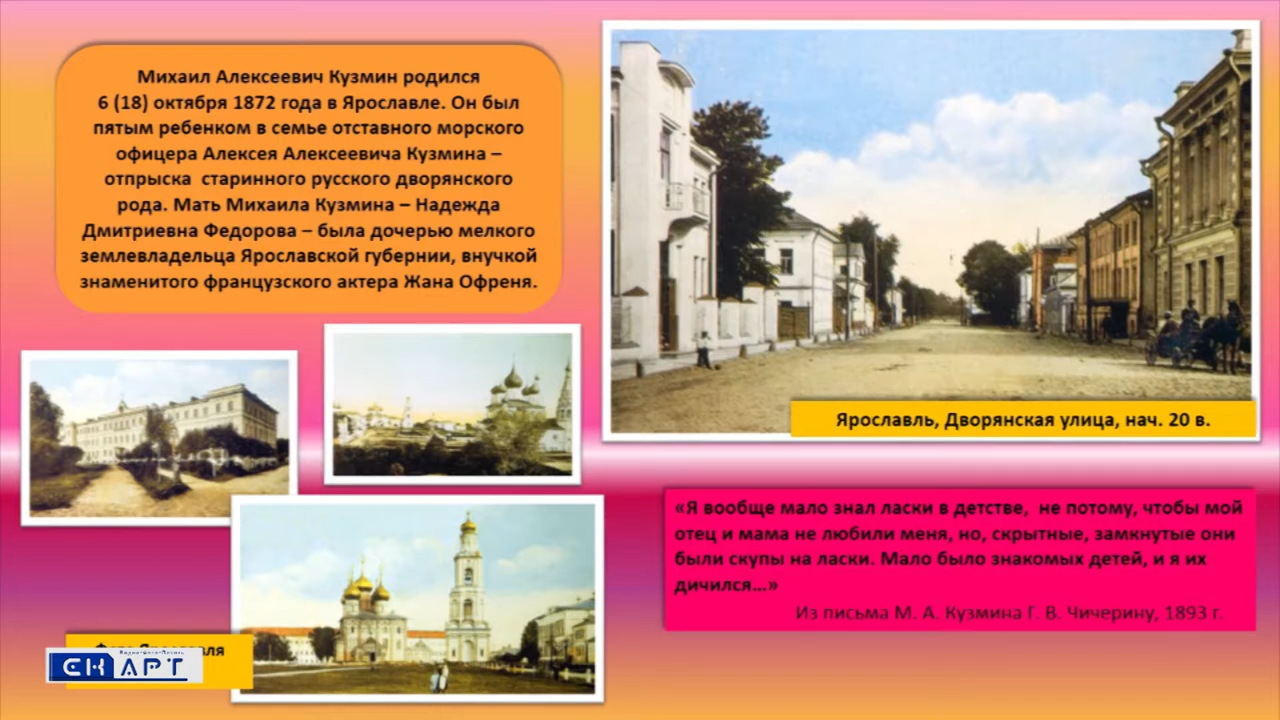 Михаил Алексеевич Кузмин родился
6 (18) октября 1872 года в Ярославле. Он был
пятым ребенком в семье отставного морского
офицера Алексея Алексеевича Кузмина –
отпрыска старинного русского дворянского
рода. Мать Михаила Кузмина – Надежда
Дмитриевна Федорова – была дочерью мелкого
землевладельца Ярославской губернии, внучкой
знаменитого французского актера Жана Офреня.
Ярославль, Дворянская улица, нач. 20 в.
«Я вообще мало знал ласки в детстве, не потому, чтобы мой
отец и мама не любили меня, но, скрытные, замкнутые они
были скупы на ласки. Мало было знакомых детей, и я их
дичился...»
Из письма М. А. Кузмина Г. В. Чичерину, 1893 г.
СК АРТ